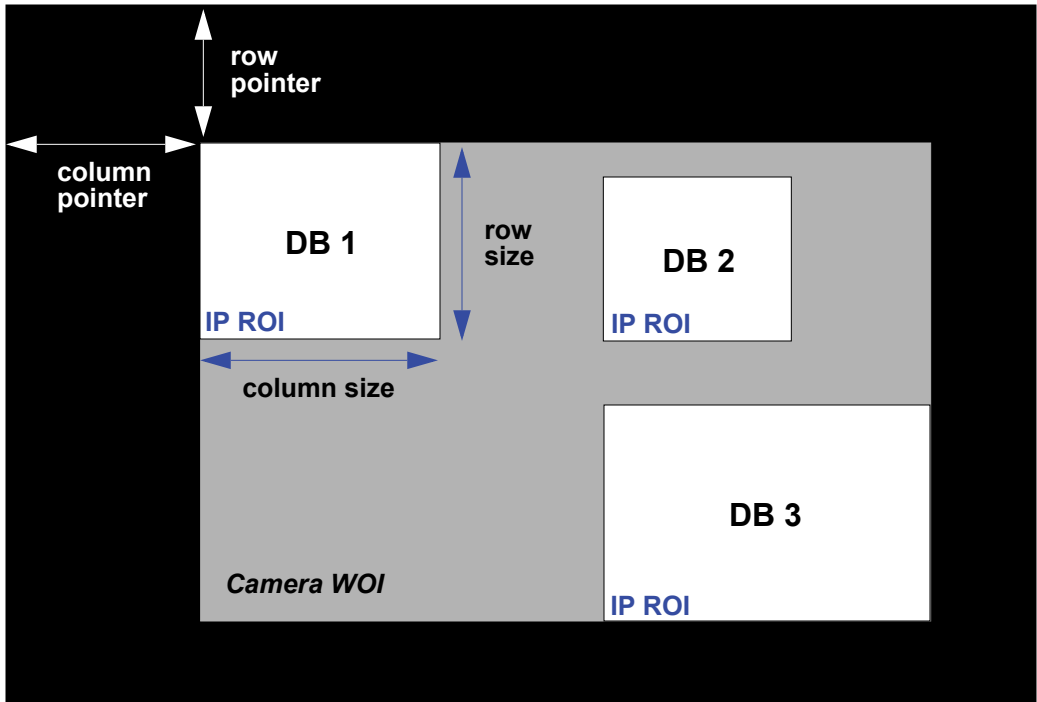 row
pointer
column
pointer
DB 1
row
size
DB 2
IP ROI
IP ROI
column size
DB 3
Camera WOI
IP ROI